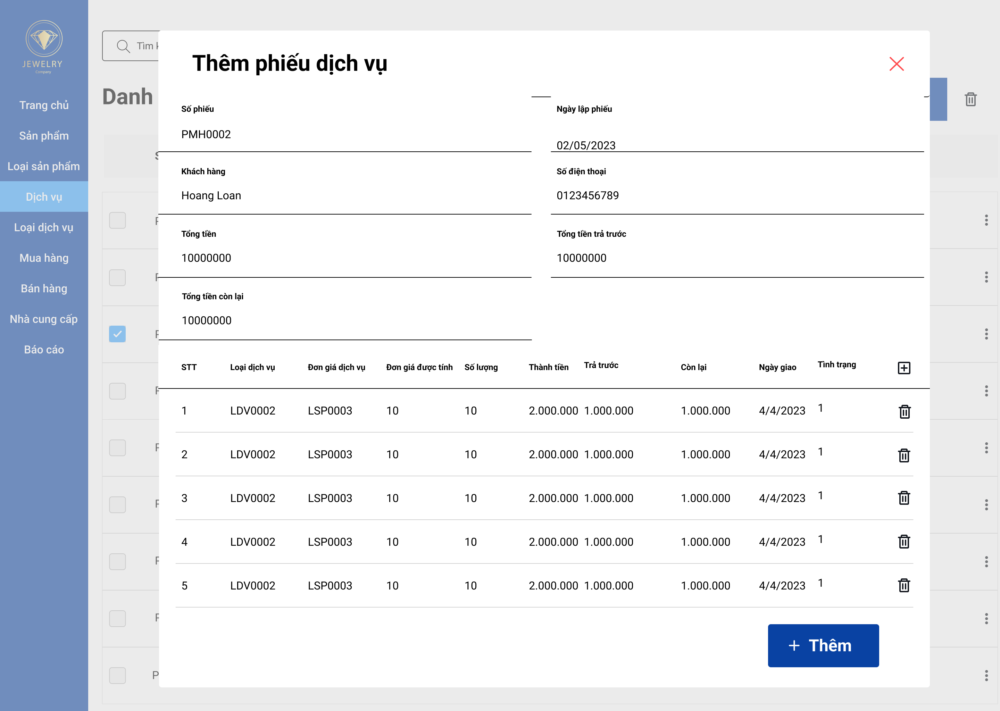 JEWELRY
Company
Trang chủ
Sản phẩm
Loại sản phẩm
Dịch vụ
Loại dịch vụ
Mua hàng
Bán hàng
Nhà cung cấp
Báo cáo
Tìm
Danh
Thêm phiếu dịch vụ
Số phiếu
PMH0002
Ngày lập phiếu
02/05/2023
Khách hàng
Hoang Loan
Số điện thoại
0123456789
Tổng tiền
10000000
Tổng tiền trả trước
10000000
Tổng tiền còn lại
10000000
STT Loại dịch vụ Đơn giá dịch vụ Đơn giá được tính Số lượng Thành tiền Trả trước Còn lại Ngày giao Tình trạng
1 LDV0002 LSP0003 10 10 2.000.000 1.000.000 1.000.000 4/4/2023 1
2 LDV0002 LSP0003 10 10 2.000.000 1.000.000 1.000.000 4/4/2023 1
3 LDV0002 LSP0003 10 10 2.000.000 1.000.000 1.000.000 4/4/2023 1
4 LDV0002 LSP0003 10 10 2.000.000 1.000.000 1.000.000 4/4/2023 1
5 LDV0002 LSP0003 10 10 2.000.000 1.000.000 1.000.000 4/4/2023 1
P
+ Thêm